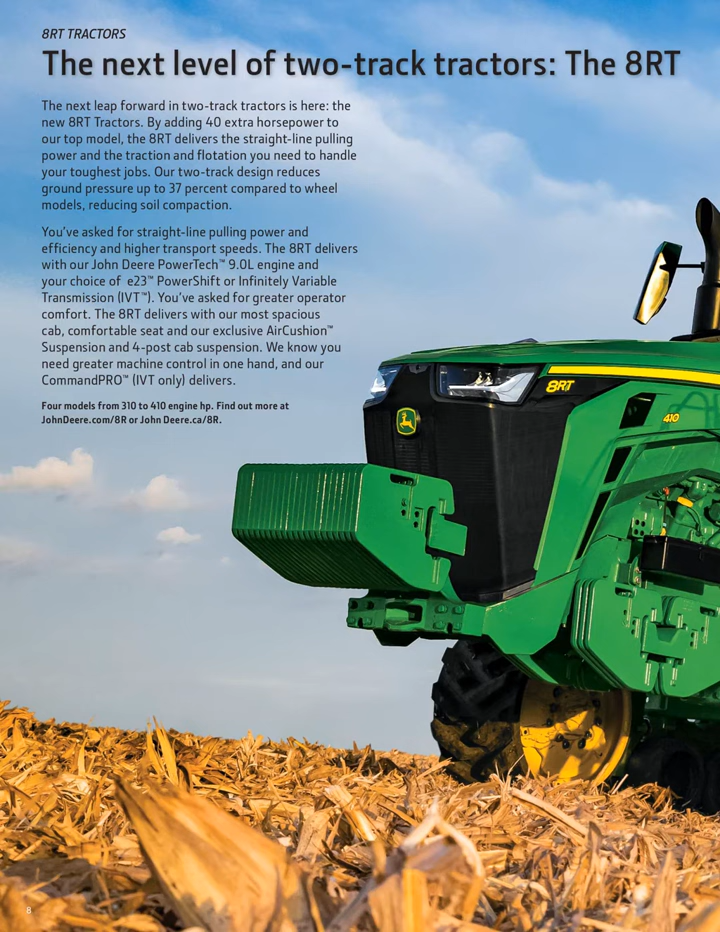 8RT TRACTORS
The next level of two-track tractors: The 8RT
The next leap forward in two-track tractors is here: the
new 8RT Tractors. By adding 40 extra horsepower to
our top model, the 8RT delivers the straight-line pulling
power and the traction and flotation you need to handle
your toughest jobs. Our two-track design reduces
ground pressure up to 37 percent compared to wheel
models, reducing soil compaction.
You've asked for straight-line pulling power and
efficiency and higher transport speeds. The 8RT delivers
with our John Deere PowerTech™ 9.0L engine and
your choice of e23™ PowerShift or Infinitely Variable
Transmission (IVT™). You've asked for greater operator
comfort. The 8RT delivers with our most spacious
cab, comfortable seat and our exclusive AirCushion™
Suspension and 4-post cab suspension. We know you
need greater machine control in one hand, and our
CommandPRO™ (IVT only) delivers.
Four models from 310 to 410 engine hp. Find out more at
JohnDeere.com/8R or John Deere.ca/8R.
8RT
410
8